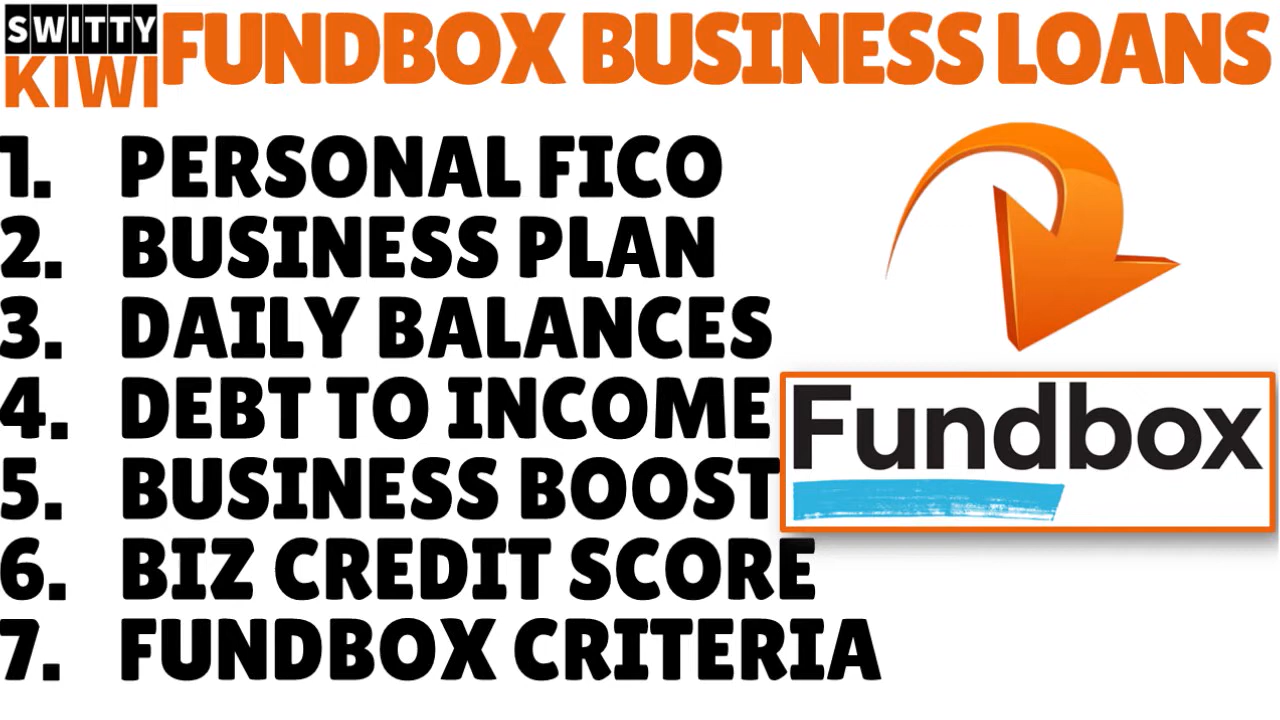 SWITTY
KIWI
FUNDBOX BUSINESS LOANS
1. PERSONAL FICO
2. BUSINESS PLAN
3. DAILY BALANCES
4. DEBT TO INCOME
5. BUSINESS BOOST
6. BIZ CREDIT SCORE
7. FUNDBOX CRITERIA
Fundbox